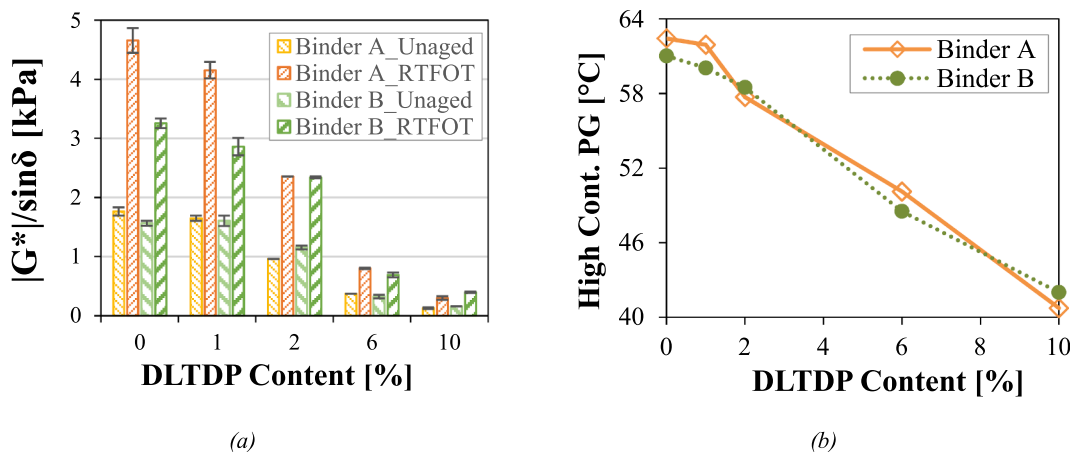 |G*|/sinδ [kPa]
5
4
3
2
1
0
Binder A_Unaged
Binder A_RTFOT
Binder B_Unaged
Binder B_RTFOT
0 1 2 6 10
DLTDP Content [%]
(a)
High Cont. PG [°C]
64
58
52
46
40
Binder A
Binder B
0 2 4 6 8 10
DLTDP Content [%]
(b)